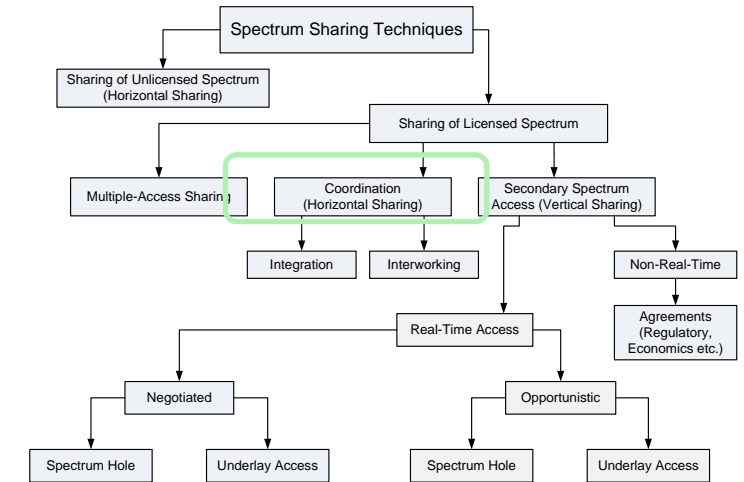 Spectrum Sharing Techniques
Sharing of Unlicensed Spectrum
(Horizontal Sharing)
Sharing of Licensed Spectrum
Multiple-Access Sharing
Coordination
(Horizontal Sharing)
Secondary Spectrum
Access (Vertical Sharing)
Integration
Interworking
Non-Real-Time
Real-Time Access
Agreements
(Regulatory,
Economics etc.)
Negotiated
Opportunistic
Spectrum Hole
Underlay Access
Spectrum Hole
Underlay Access